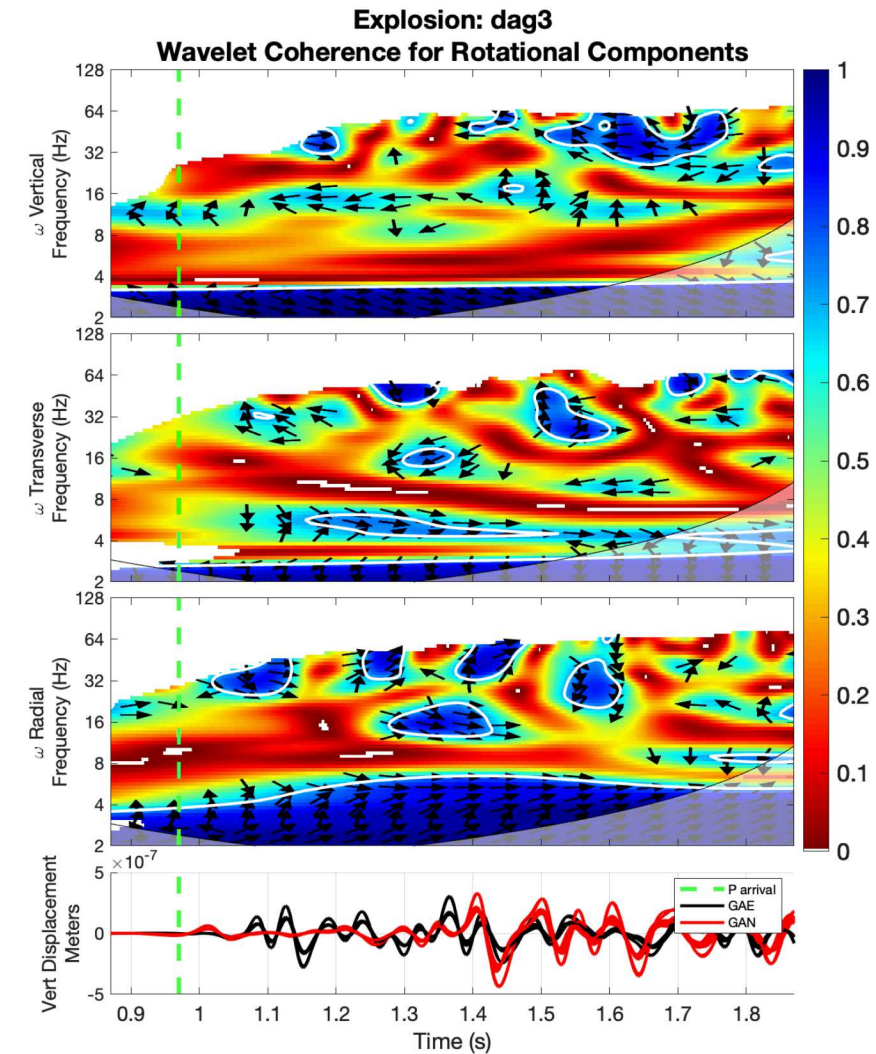 Explosion: dag3
Wavelet Coherence for Rotational Components
ω Vertical
Frequency (Hz)
128
64
32
16
8
4
2
ω Transverse
Frequency (Hz)
128
64
32
16
8
4
2
ω Radial
Frequency (Hz)
128
64
32
16
8
4
2
1
0.9
0.8
0.7
0.6
0.5
0.4
0.3
0.2
0.1
0
Vert Displacement
Meters
×10⁻⁷
5
0
-5
P arrival
GAE
GAN
0.9 1 1.1 1.2 1.3 1.4 1.5 1.6 1.7 1.8
Time (s)